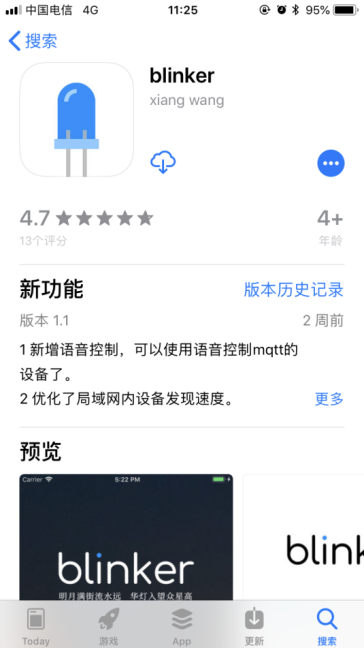 中国电信 4G 11:25 95%
搜索
blinker
xiang wang
4.7 4+
13个评分 年龄
新功能 版本历史记录
版本 1.1 2 周前
1 新增语音控制，可以使用语音控制mqtt的
设备了。
2 优化了局域网内设备发现速度。 更多
预览
Carrier 5:22 PM
blinker
明月满街流水远 华灯入望众星高
blink
Today 游戏 App 更新 搜索